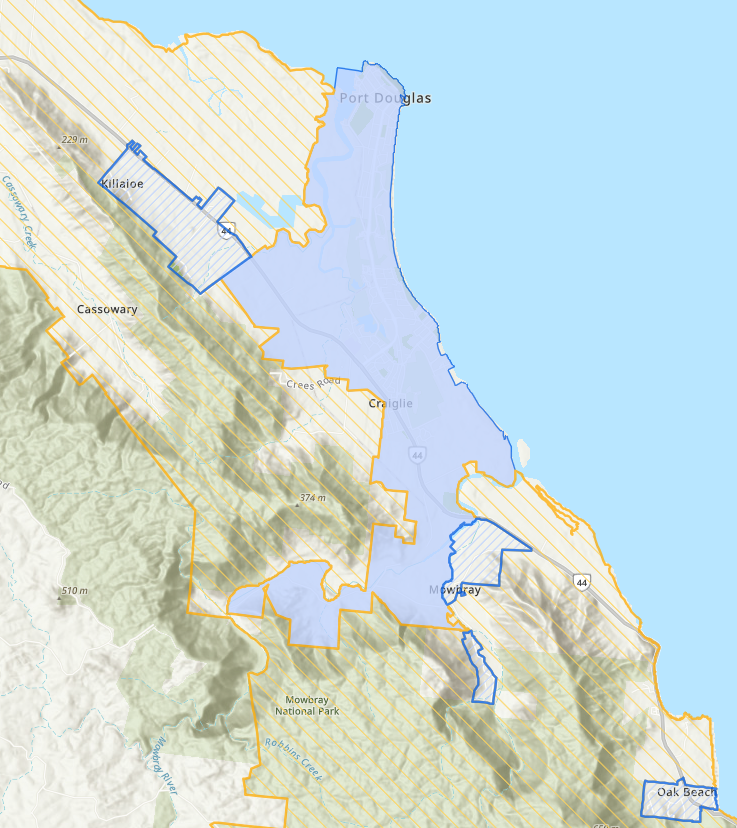 Port Douglas
229 m
Killaloe
Cassowary Creek
44
Cassowary
Crees Road
Craiglie
44
374 m
44
510 m
Mowbray
Mowbray
National Park
Robbins Creek
Mowbray River
Oak Beach